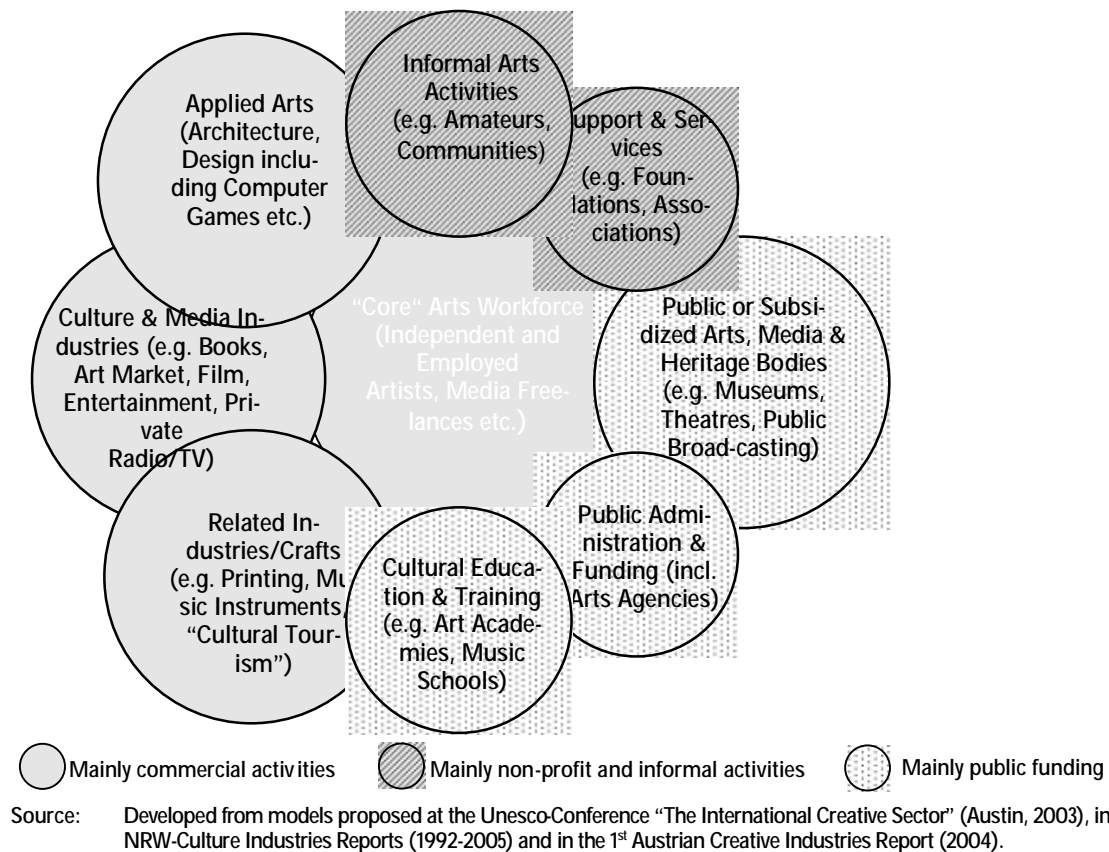 Informal Arts
Activities
(e.g. Amateurs,
Communities)
Applied Arts
(Architecture,
Design inclu-
ding Computer
Games etc.)
upport & Ser-
vices
(e.g. Foun-
lations, Asso-
ciations)
"Core“ Arts Workforce
(Independent and
Employed
Artists, Media Free-
lances etc.)
Culture & Media In-
dustries (e.g. Books,
Art Market, Film,
Entertainment, Pri-
vate
Radio/TV)
Public or Subsi-
dized Arts, Media &
Heritage Bodies
(e.g. Museums,
Theatres, Public
Broad-casting)
Related In-
dustries/Crafts
(e.g. Printing, Mu
sic Instruments,
“Cultural Tour-
ism”)
Cultural Educa-
tion & Training
(e.g. Art Acade-
mies, Music
Schools)
Public Admi-
nistration &
Funding (incl.
Arts Agencies)
Mainly commercial activities
Mainly non-profit and informal activities
Mainly public funding
Source: Developed from models proposed at the Unesco-Conference “The International Creative Sector” (Austin, 2003), in
NRW-Culture Industries Reports (1992-2005) and in the 1st Austrian Creative Industries Report (2004).